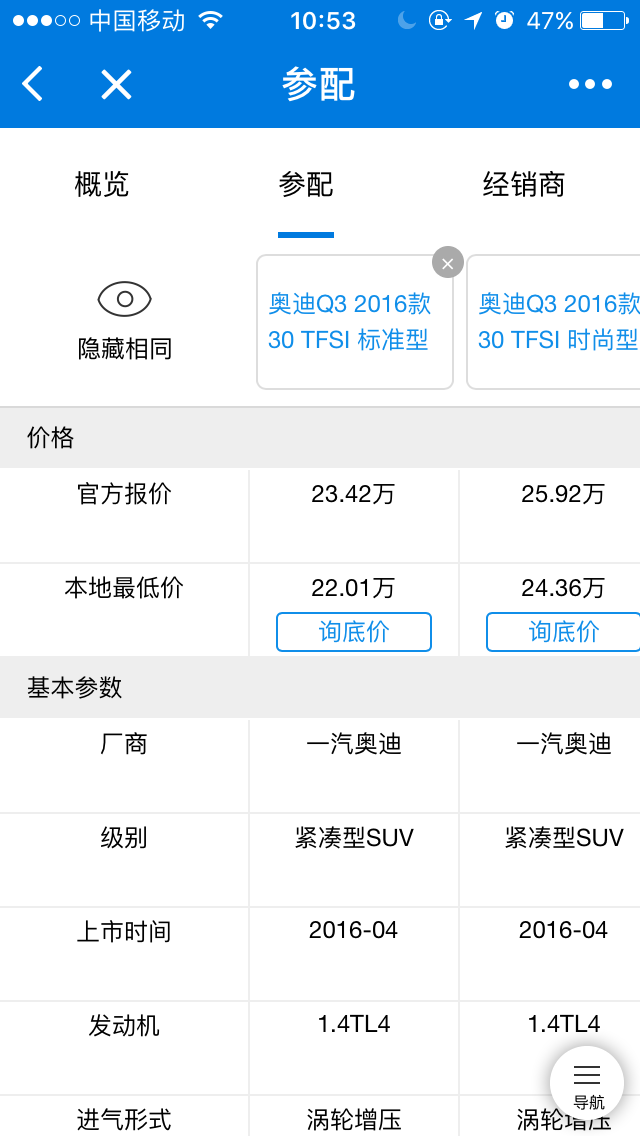 中国移动 10:53 47%
参配
概览 参配 经销商
隐藏相同
奥迪Q3 2016款
30 TFSI 标准型
奥迪Q3 2016款
30 TFSI 时尚型
价格
官方报价 23.42万 25.92万
本地最低价 22.01万 24.36万
询底价 询底价
基本参数
厂商 一汽奥迪 一汽奥迪
级别 紧凑型SUV 紧凑型SUV
上市时间 2016-04 2016-04
发动机 1.4TL4 1.4TL4
导航
进气形式 涡轮增压 涡轮增压